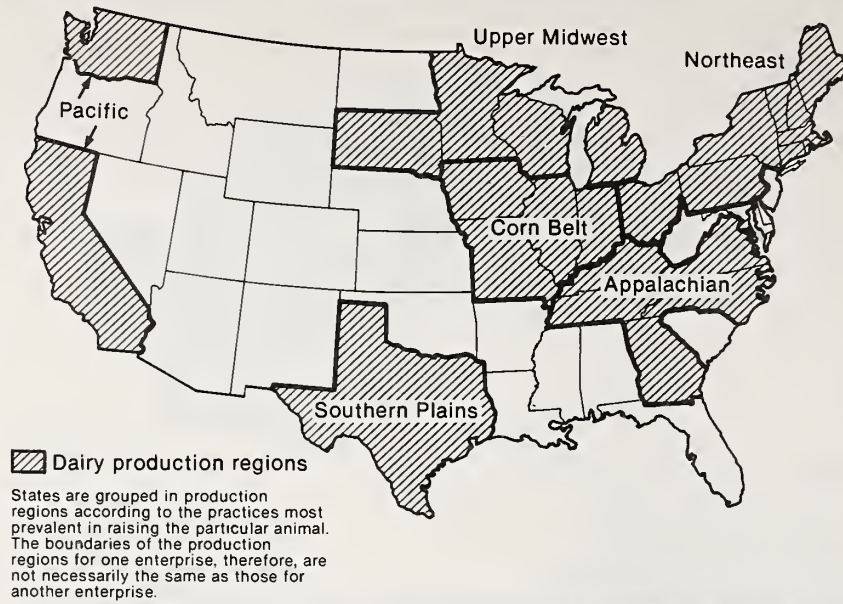 Upper Midwest
Northeast
Pacific
Corn Belt
Appalachian
Southern Plains
Dairy production regions
States are grouped in production
regions according to the practices most
prevalent in raising the particular animal.
The boundaries of the production
regions for one enterprise, therefore, are
not necessarily the same as those for
another enterprise.